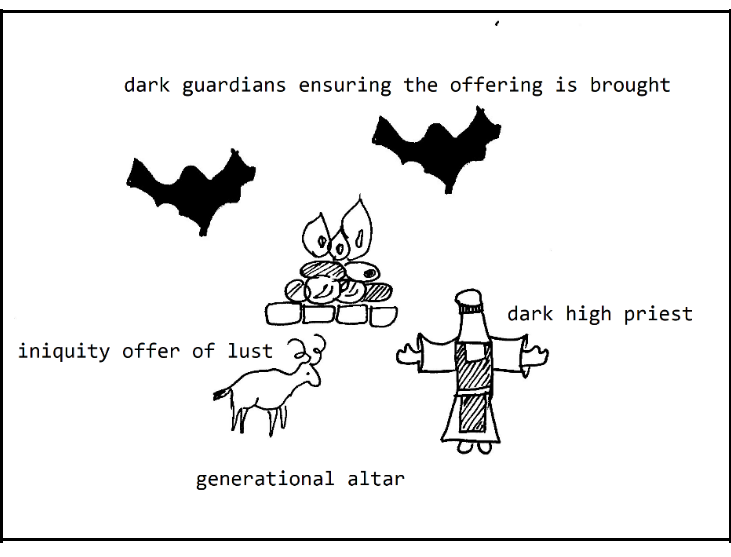 dark guardians ensuring the offering is brought
dark high priest
iniquity offer of lust
generational altar